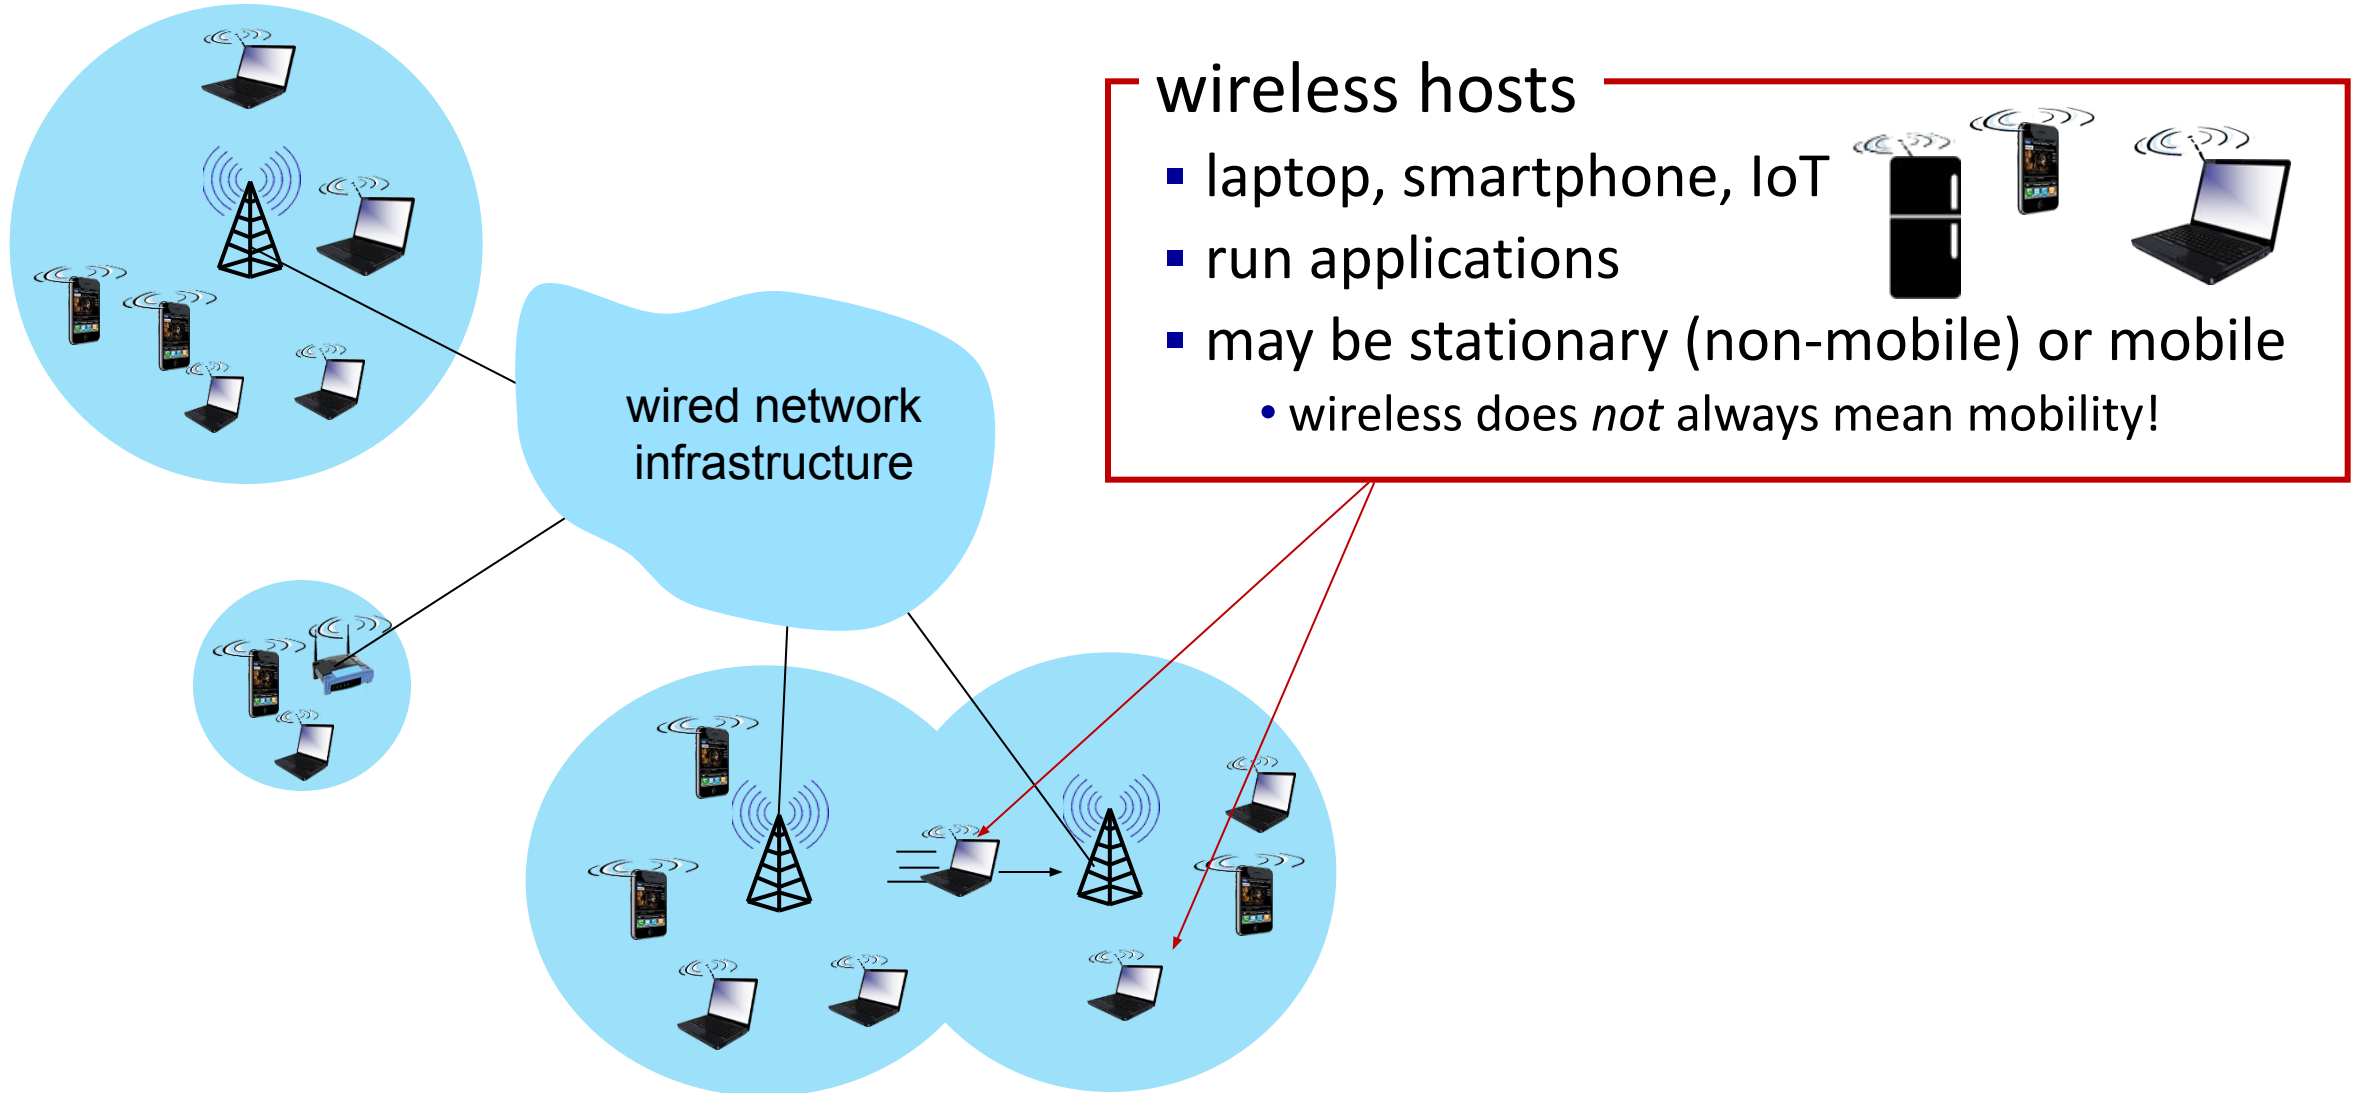 wireless hosts
▪ laptop, smartphone, IoT
▪ run applications
▪ may be stationary (non-mobile) or mobile
• wireless does not always mean mobility!
wired network
infrastructure